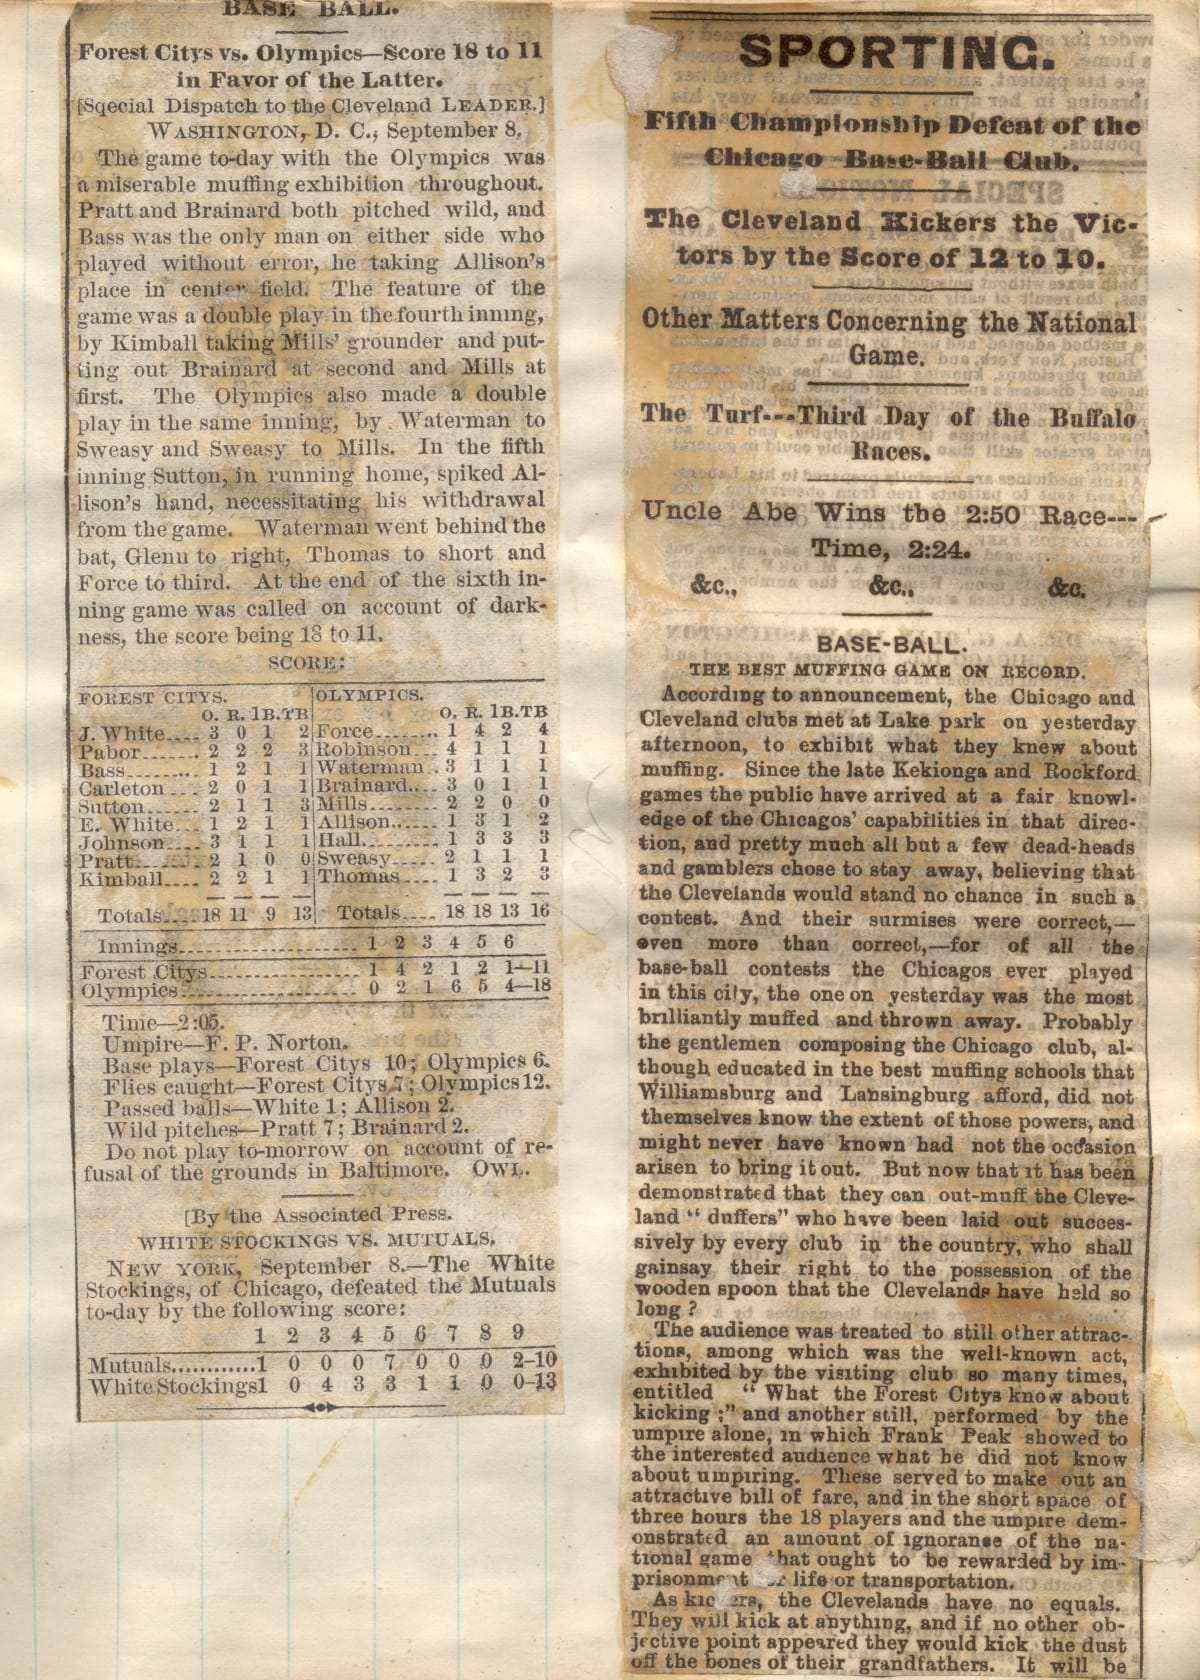 BASE BALL.
Forest Citys vs. Olympics—Score 18 to 11
in Favor of the Latter.
[Sqecial Dispatch to the Cleveland LEADER.]
WASHINGTON, D. C., September 8.
The game to-day with the Olympics was
a miserable muffing exhibition throughout.
Pratt and Brainard both pitched wild, and
Bass was the only man on either side who
played without error, he taking Allison's
place in center field. The feature of the
game was a double play in the fourth inning,
by Kimball taking Mills' grounder and put-
ting out Brainard at second and Mills at
first. The Olympics also made a double
play in the same inning, by Waterman to
Sweasy and Sweasy to Mills. In the fifth
inning Sutton, in running home, spiked Al-
lison's hand, necessitating his withdrawal
from the game. Waterman went behind the
bat, Glenn to right, Thomas to short and
Force to third. At the end of the sixth in-
ning game was called on account of dark-
ness, the score being 18 to 11.
SCORE:
FOREST CITYS. OLYMPICS.
O. R. 1B. TB O. R. 1B. TB
J. White.... 3 0 1 2 Force........ 1 4 2 4
Pabor....... 2 2 2 3 Robinson... 4 1 1 1
Bass.......... 1 2 1 1 Waterman . 3 1 1 1
Carleton ... 2 0 1 1 Brainard.... 3 0 1 1
Sutton...... 2 1 1 3 Mills........ 2 2 0 0
E. White... 1 2 1 1 Allison...... 1 3 1 2
Johnson.... 3 1 1 1 Hall......... 1 3 3 3
Pratt....... 2 1 0 0 Sweasy..... 2 1 1 1
Kimball.... 2 2 1 1 Thomas.... 1 3 2 3
Totals... 18 11 9 13 Totals.... 18 18 13 16
Innings........................ 1 2 3 4 5 6
Forest Citys.................... 1 4 2 1 2 1—11
Olympics........................ 0 2 1 6 5 4—18
Time—2:05.
Umpire—F. P. Norton.
Base plays—Forest Citys 10; Olympics 6.
Flies caught—Forest Citys 7; Olympics 12.
Passed balls—White 1; Allison 2.
Wild pitches—Pratt 7; Brainard 2.
Do not play to-morrow on account of re-
fusal of the grounds in Baltimore. OWL.
[By the Associated Press.
WHITE STOCKINGS VS. MUTUALS.
NEW YORK, September 8.—The White
Stockings, of Chicago, defeated the Mutuals
to-day by the following score:
1 2 3 4 5 6 7 8 9
Mutuals............1 0 0 0 7 0 0 0 2-10
White Stockings1 0 4 3 3 1 1 0 0-13
SPORTING.
Fifth Championship Defeat of the
Chicago Base-Ball Club.
The Cleveland Kickers the Vic-
tors by the Score of 12 to 10.
Other Matters Concerning the National
Game.
The Turf---Third Day of the Buffalo
Races.
Uncle Abe Wins the 2:50 Race---
Time, 2:24.
&c., &c., &c.
BASE-BALL.
THE BEST MUFFING GAME ON RECORD.
According to announcement, the Chicago and
Cleveland clubs met at Lake park on yesterday
afternoon, to exhibit what they knew about
muffing. Since the late Kekionga and Rockford
games the public have arrived at a fair knowl-
edge of the Chicagos' capabilities in that direc-
tion, and pretty much all but a few dead-heads
and gamblers chose to stay away, believing that
the Clevelands would stand no chance in such a
contest. And their surmises were correct,—
even more than correct,—for of all the
base-ball contests the Chicagos ever played
in this city, the one on yesterday was the most
brilliantly muffed and thrown away. Probably
the gentlemen composing the Chicago club, al-
though educated in the best muffing schools that
Williamsburg and Lansingburg afford, did not
themselves know the extent of those powers, and
might never have known had not the occasion
arisen to bring it out. But now that it has been
demonstrated that they can out-muff the Cleve-
land “ duffers” who have been laid out succes-
sively by every club in the country, who shall
gainsay their right to the possession of the
wooden spoon that the Clevelands have held so
long ?
The audience was treated to still other attrac-
tions, among which was the well-known act,
exhibited by the visiting club so many times,
entitled “ What the Forest Citys know about
kicking ;” and another still, performed by the
umpire alone, in which Frank Peak showed to
the interested audience what he did not know
about umpiring. These served to make out an
attractive bill of fare, and in the short space of
three hours the 18 players and the umpire dem-
onstrated an amount of ignorance of the na-
tional game that ought to be rewarded by im-
prisonment life or transportation.
As kickers, the Clevelands have no equals.
They will kick at anything, and if no other ob-
jective point appeared they would kick the dust
off the bones of their grandfathers. It will be